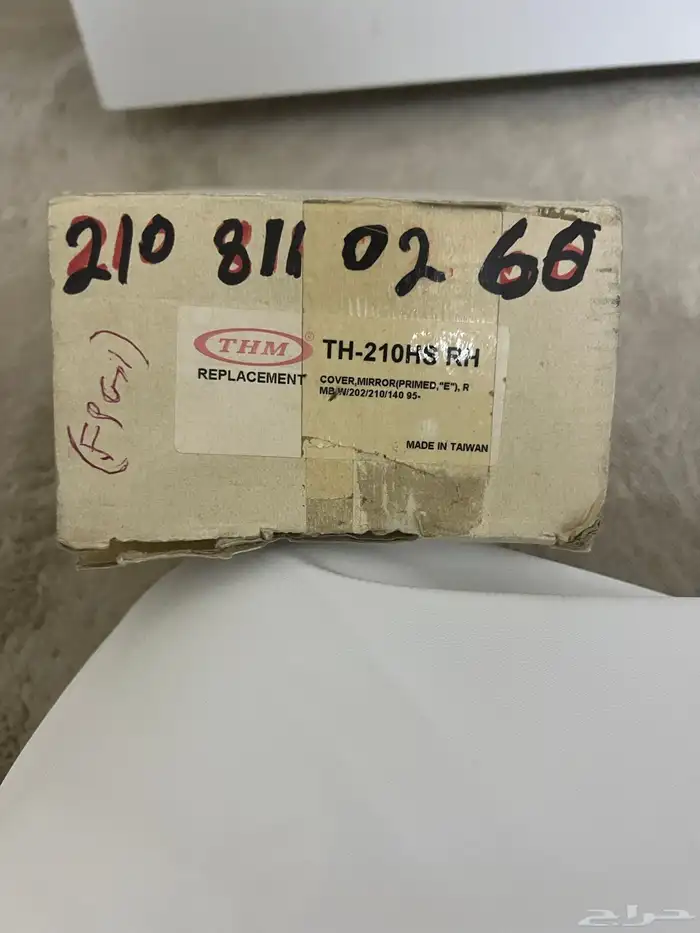 210 811 02 60
THM®
TH-210HS RH
REPLACEMENT
COVER,MIRROR(PRIMED,"E"), R
MB W/202/210/140 95-
MADE IN TAIWAN
حراج